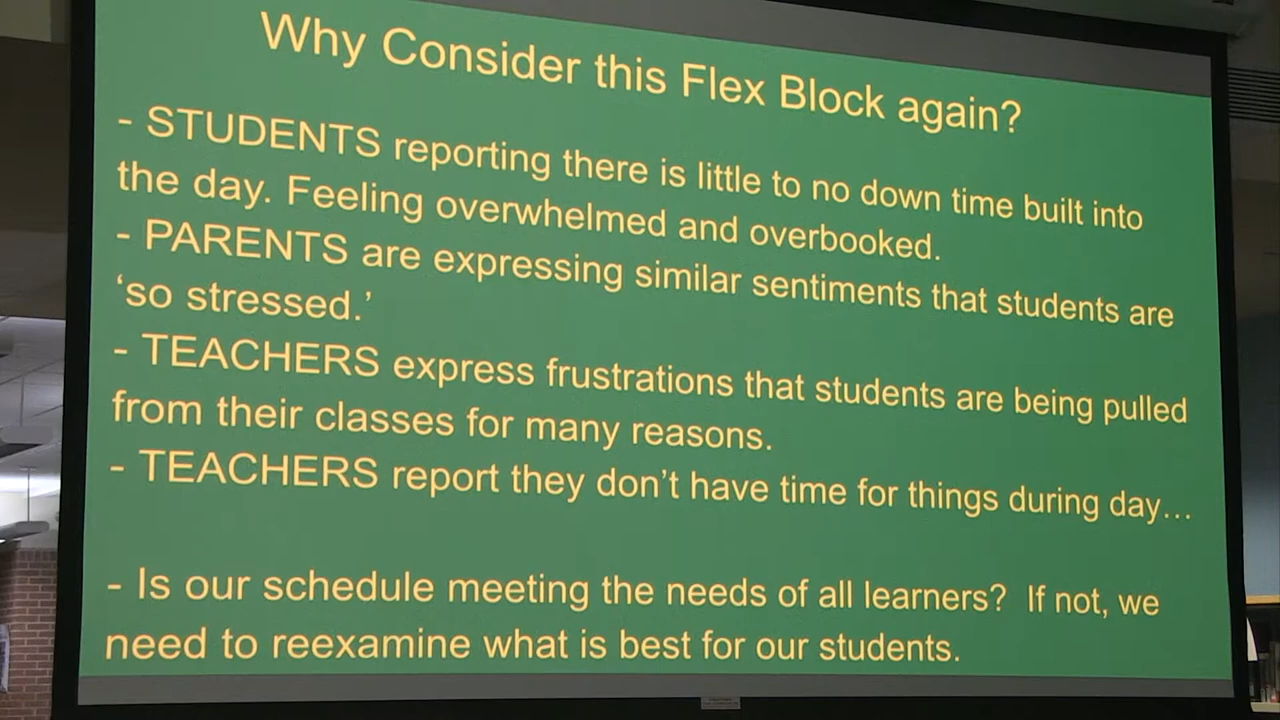 Why Consider this Flex Block again?
- STUDENTS reporting there is little to no down time built into
the day. Feeling overwhelmed and overbooked.
- PARENTS are expressing similar sentiments that students are
‘so stressed.’
- TEACHERS express frustrations that students are being pulled
from their classes for many reasons.
- TEACHERS report they don’t have time for things during day…
- Is our schedule meeting the needs of all learners?  If not, we
need to reexamine what is best for our students.